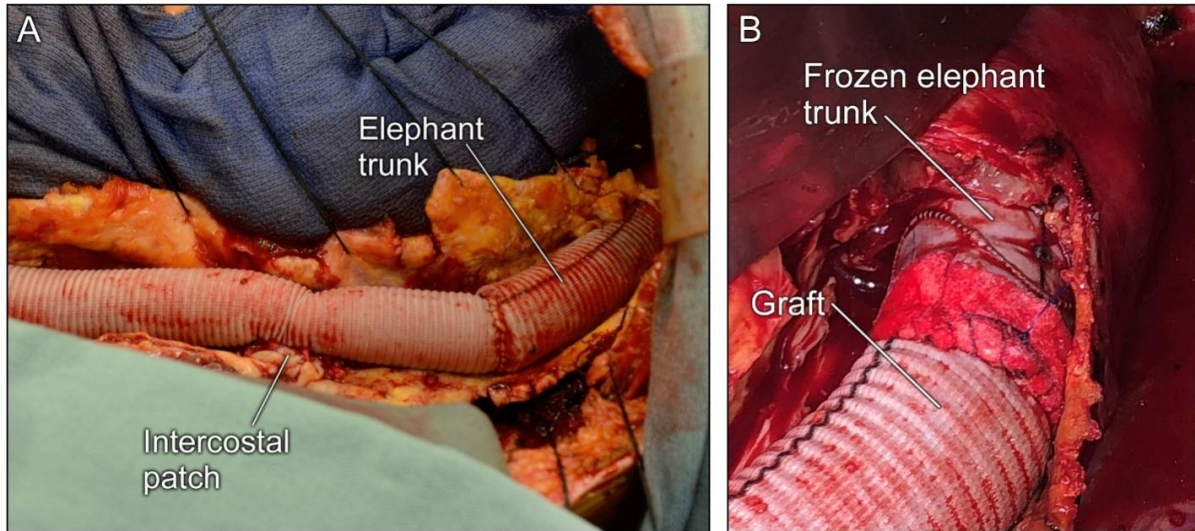 A
Elephant
trunk
Intercostal
patch
B
Frozen elephant
trunk
Graft